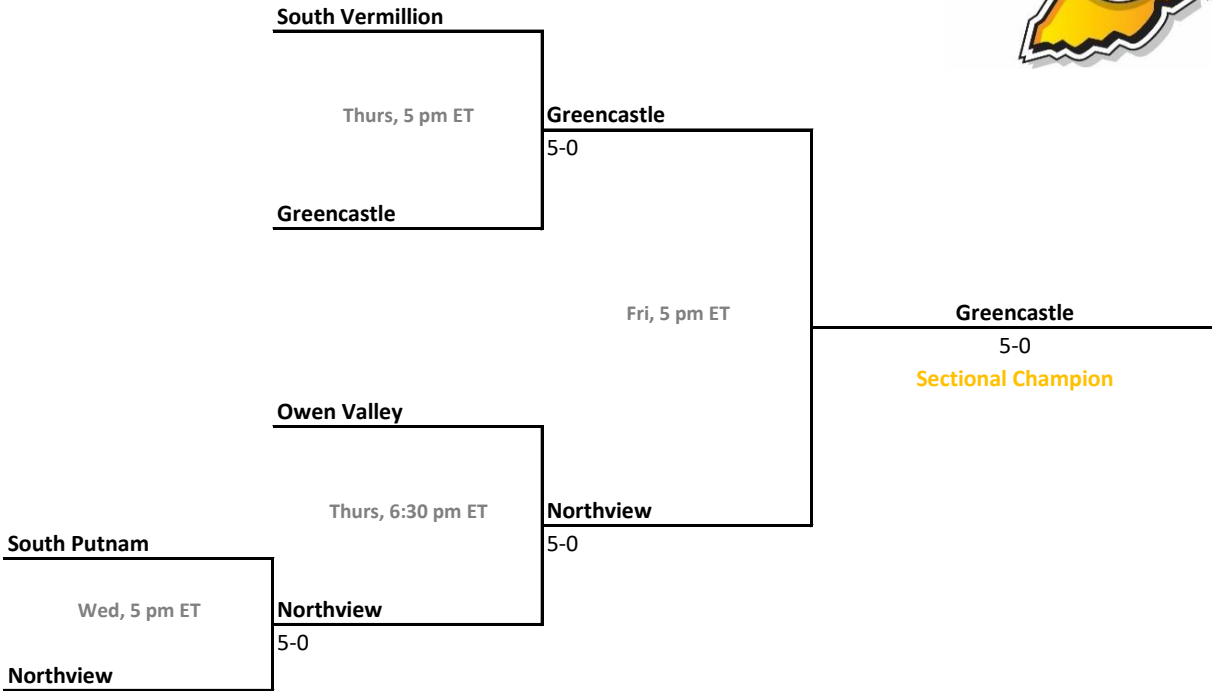 South Vermillion
Thurs, 5 pm ET
Greencastle
5-0
Greencastle
Fri, 5 pm ET
Greencastle
5-0
Sectional Champion
Owen Valley
Thurs, 6:30 pm ET
Northview
5-0
South Putnam
Wed, 5 pm ET
Northview
5-0
Northview